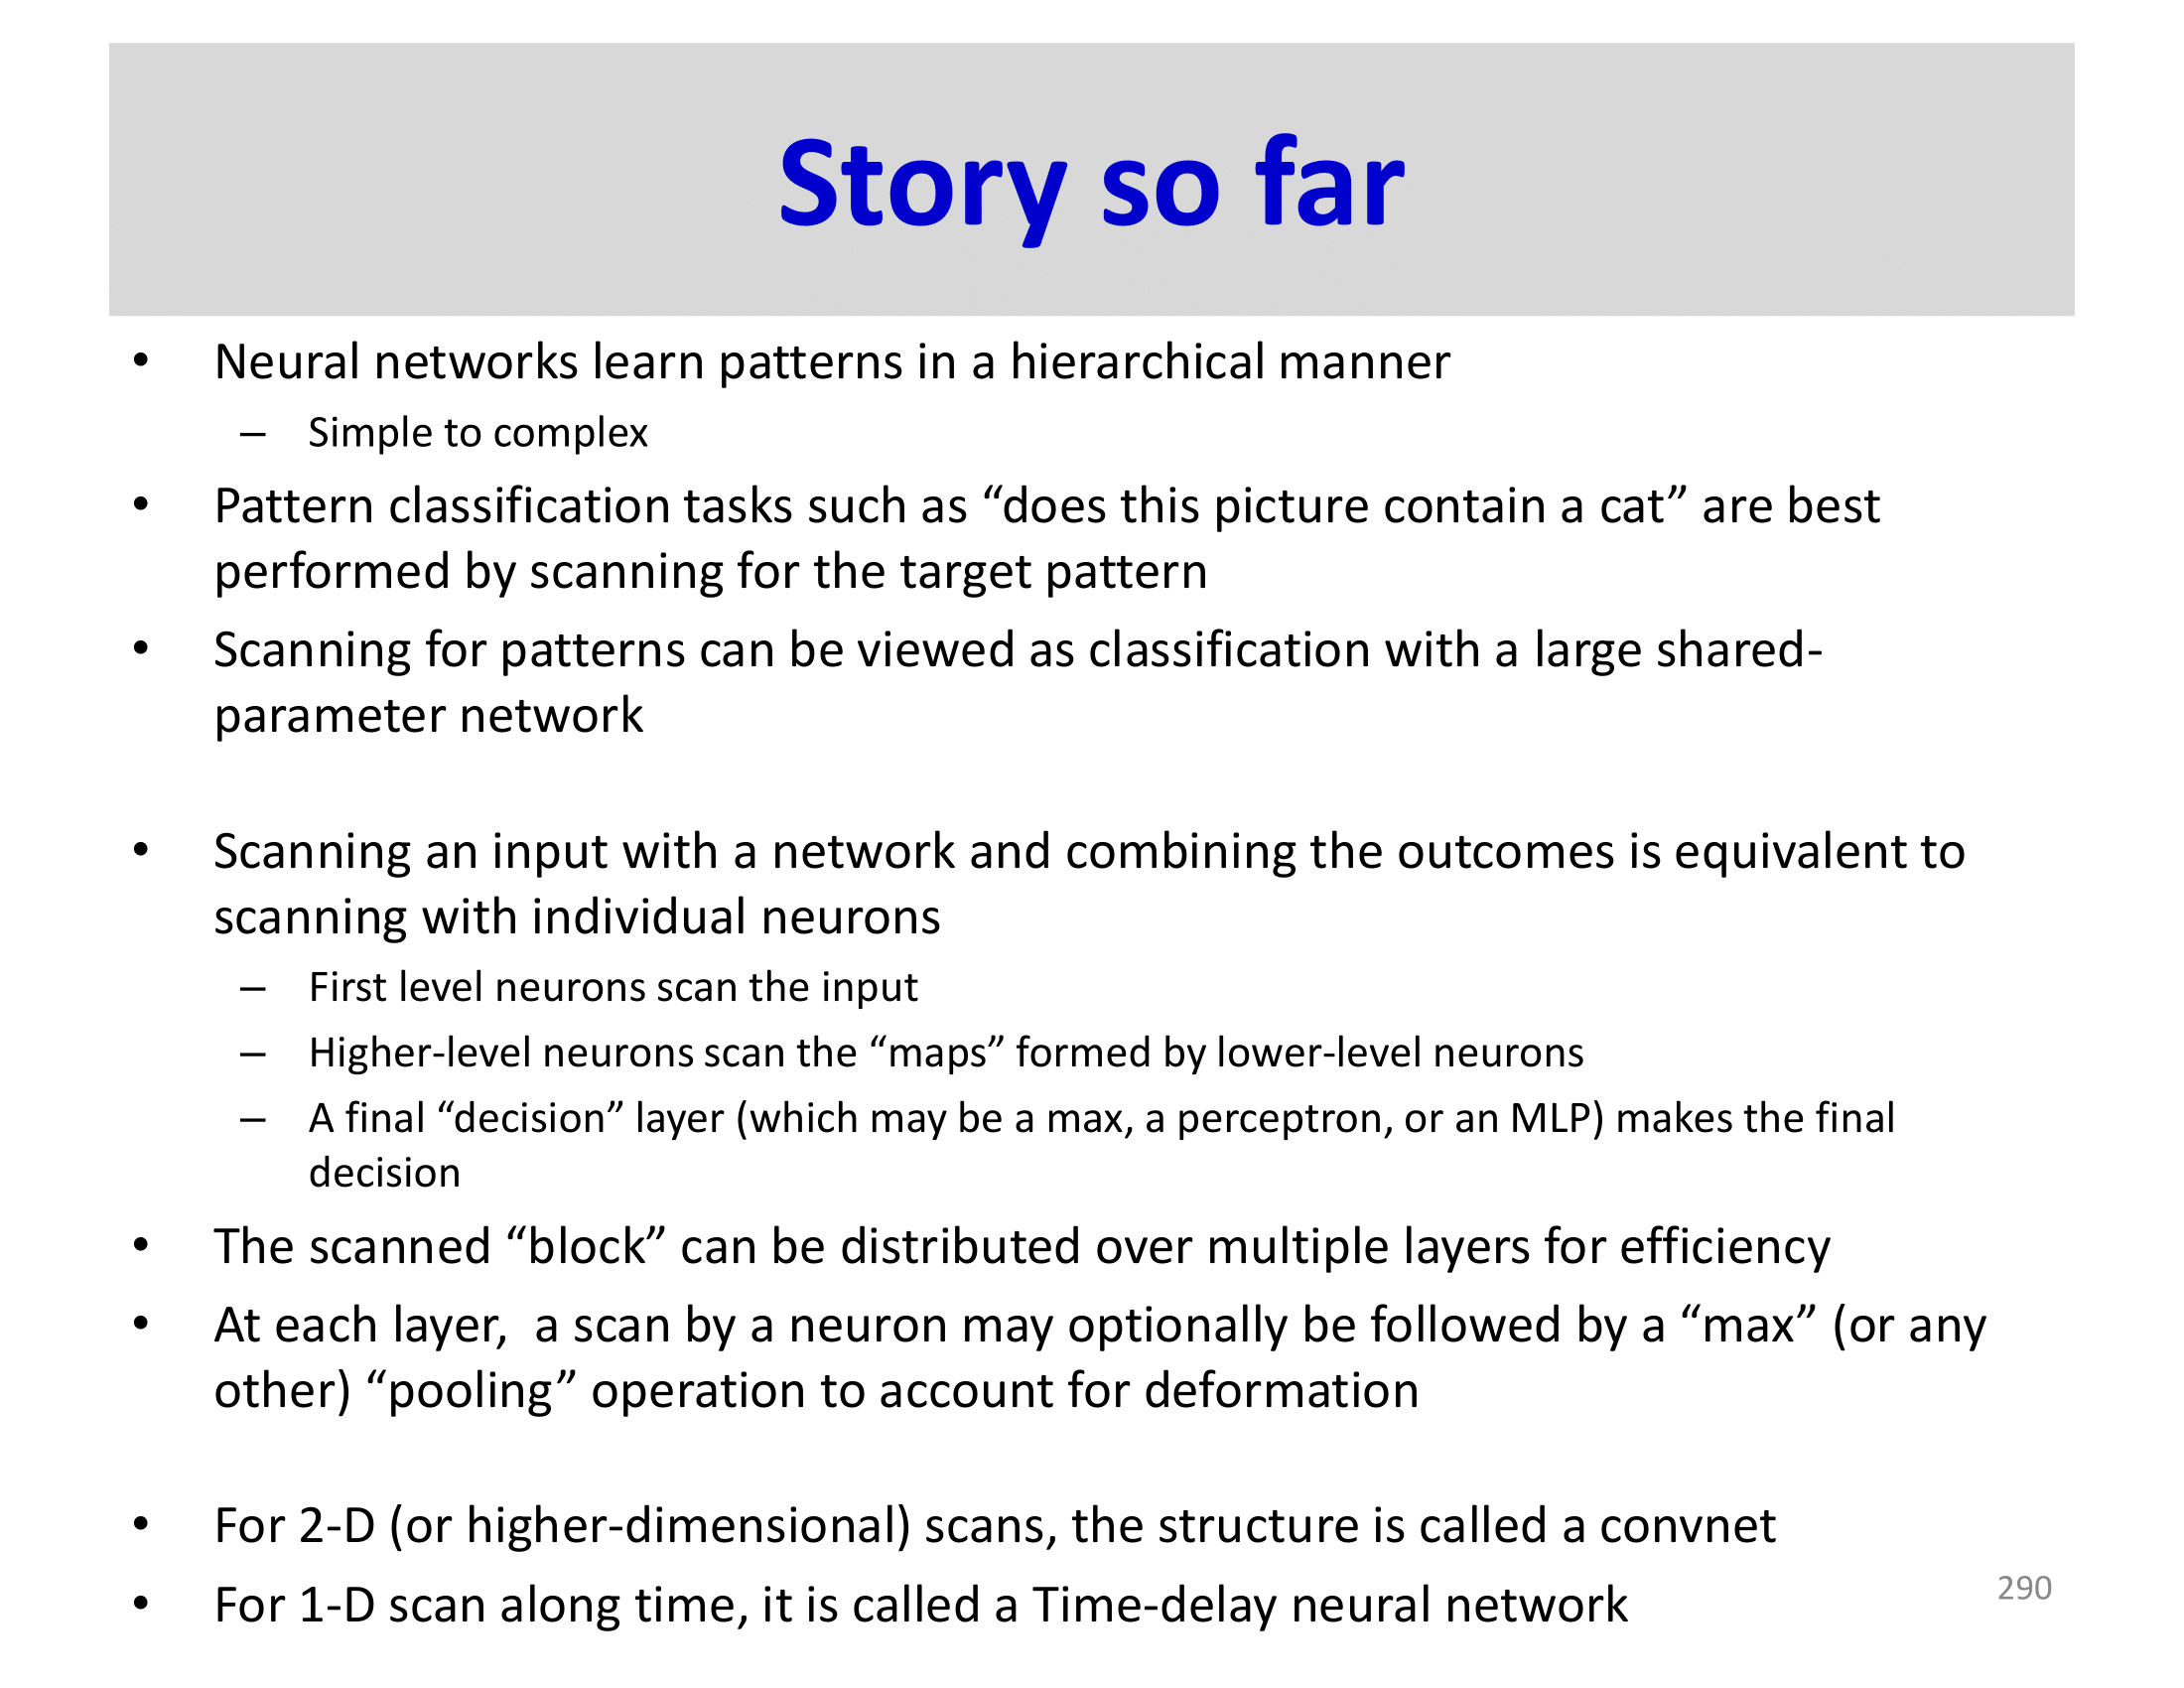 Story so far
• Neural networks learn patterns in a hierarchical manner
– Simple to complex
• Pattern classification tasks such as “does this picture contain a cat” are best
performed by scanning for the target pattern
• Scanning for patterns can be viewed as classification with a large shared-
parameter network
• Scanning an input with a network and combining the outcomes is equivalent to
scanning with individual neurons
– First level neurons scan the input
– Higher-level neurons scan the “maps” formed by lower-level neurons
– A final “decision” layer (which may be a max, a perceptron, or an MLP) makes the final
decision
• The scanned “block” can be distributed over multiple layers for efficiency
• At each layer,  a scan by a neuron may optionally be followed by a “max” (or any
other) “pooling” operation to account for deformation
• For 2-D (or higher-dimensional) scans, the structure is called a convnet
• For 1-D scan along time, it is called a Time-delay neural network
290